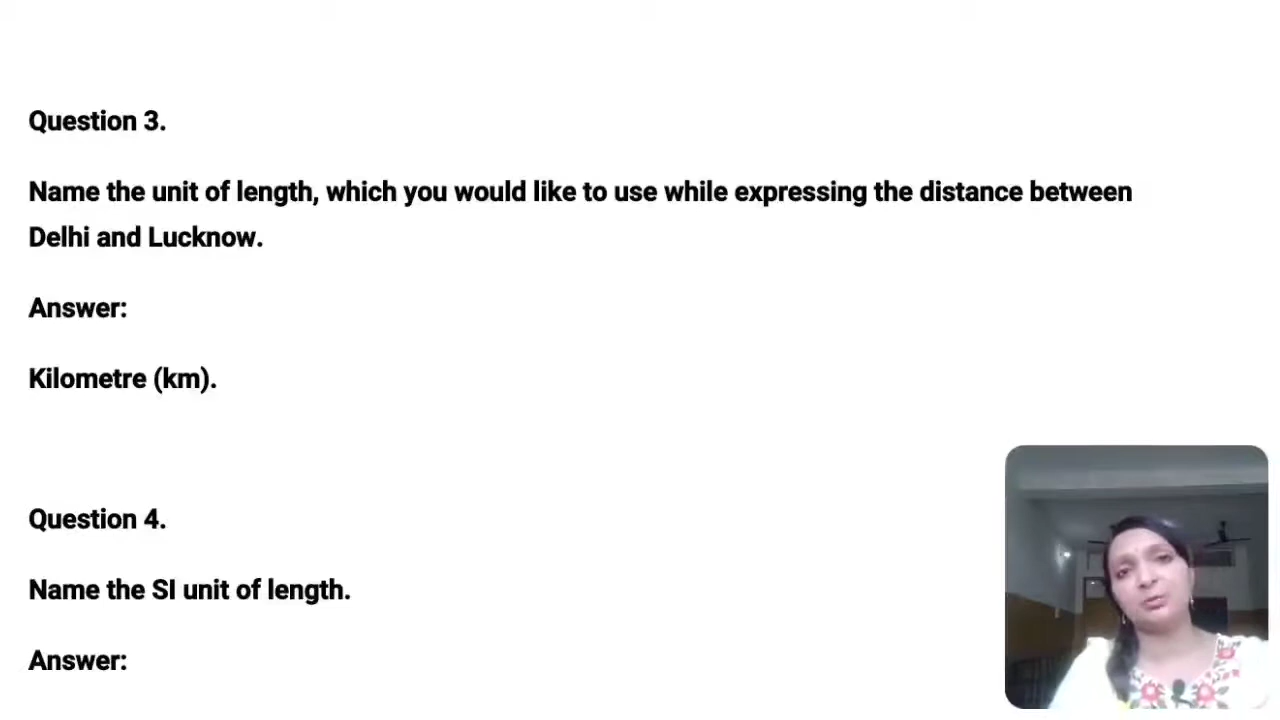 Question 3.
Name the unit of length, which you would like to use while expressing the distance between
Delhi and Lucknow.
Answer:
Kilometre (km).
Question 4.
Name the SI unit of length.
Answer: